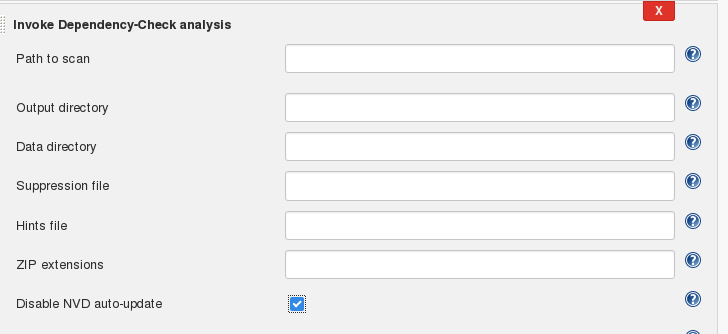 X
Invoke Dependency-Check analysis
Path to scan
?
Output directory
?
Data directory
?
Suppression file
?
Hints file
?
ZIP extensions
?
Disable NVD auto-update
?